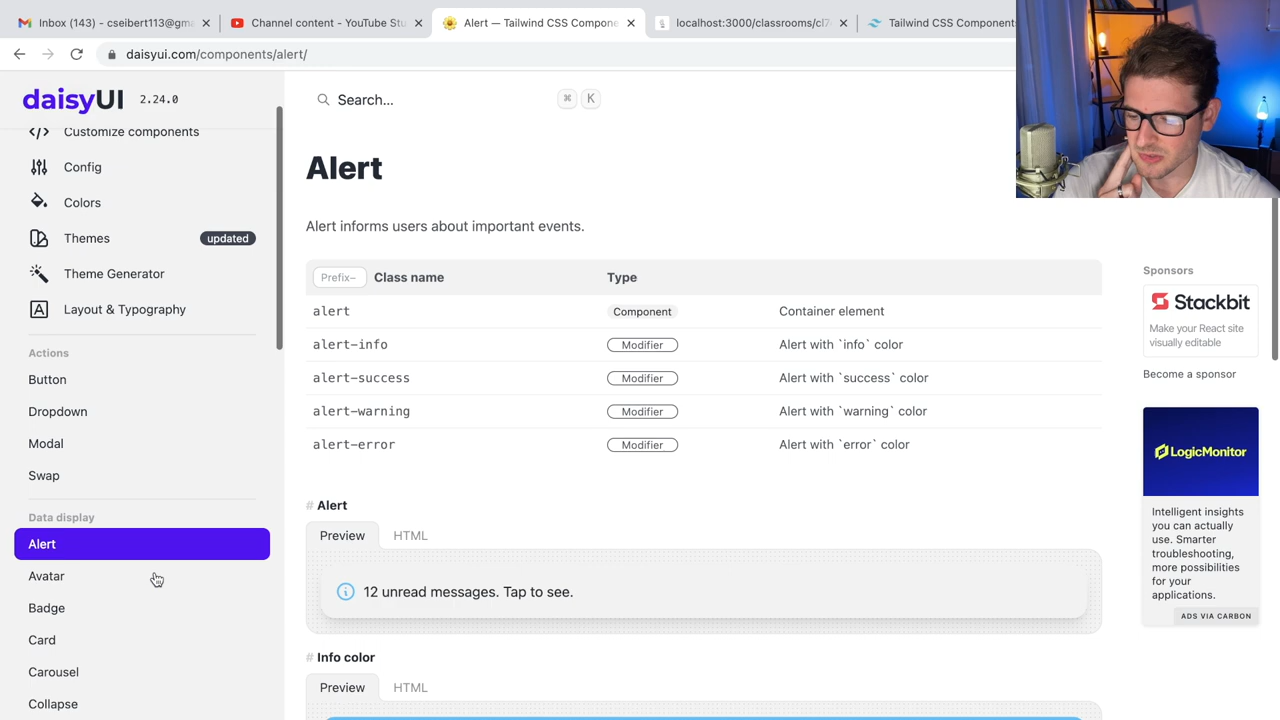 Inbox (143) - cseibert113@gm
Channel content - YouTube Stu
Alert — Tailwind CSS Compone
localhost:3000/classrooms/cl7
Tailwind CSS Components
daisyui.com/components/alert/
daisyUI 2.24.0
Customize components
Config
Colors
Themes updated
Theme Generator
Layout & Typography
Actions
Button
Dropdown
Modal
Swap
Data display
Alert
Avatar
Badge
Card
Carousel
Collapse
Search... ⌘ K
Alert
Alert informs users about important events.
Prefix- Class name Type
alert Component Container element
alert-info Modifier Alert with `info` color
alert-success Modifier Alert with `success` color
alert-warning Modifier Alert with `warning` color
alert-error Modifier Alert with `error` color
# Alert
Preview HTML
12 unread messages. Tap to see.
# Info color
Preview HTML
Sponsors
Stackbit
Make your React site
visually editable
Become a sponsor
LogicMonitor
Intelligent insights
you can actually
use. Smarter
troubleshooting,
more possibilities
for your
applications.
ADS VIA CARBON